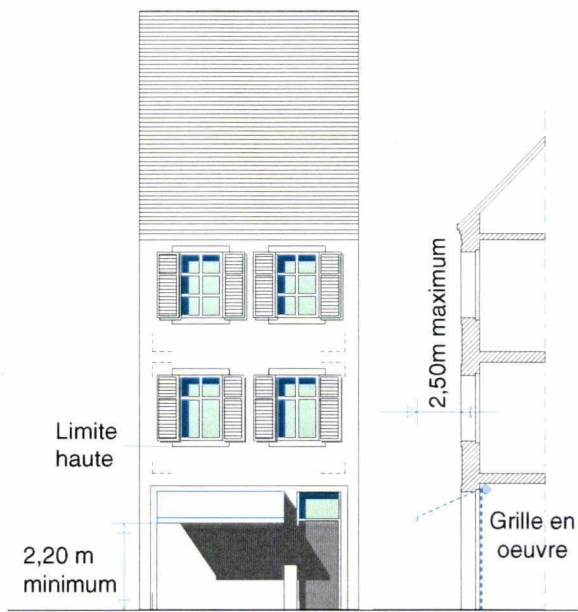 2,50m maximum
Limite
haute
Grille en
oeuvre
2,20 m
minimum